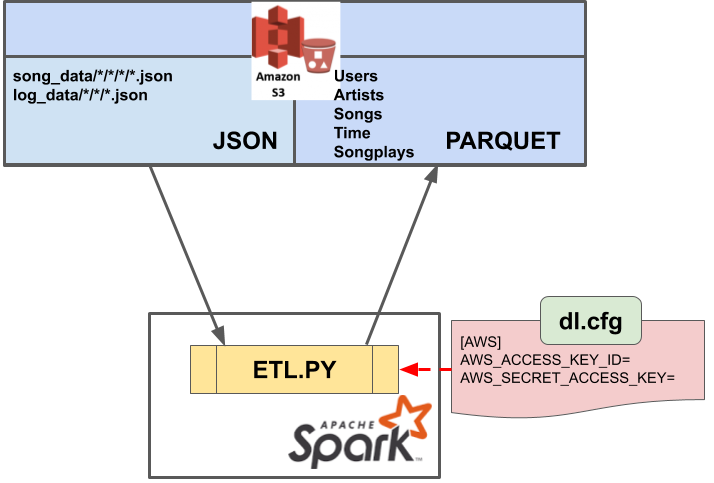 Amazon
S3
song_data/*/*/*/*.json
log_data/*/*/*.json
JSON
Users
Artists
Songs
Time
Songplays
PARQUET
ETL.PY
APACHE
Spark
TM
dl.cfg
[AWS]
AWS_ACCESS_KEY_ID=
AWS_SECRET_ACCESS_KEY=